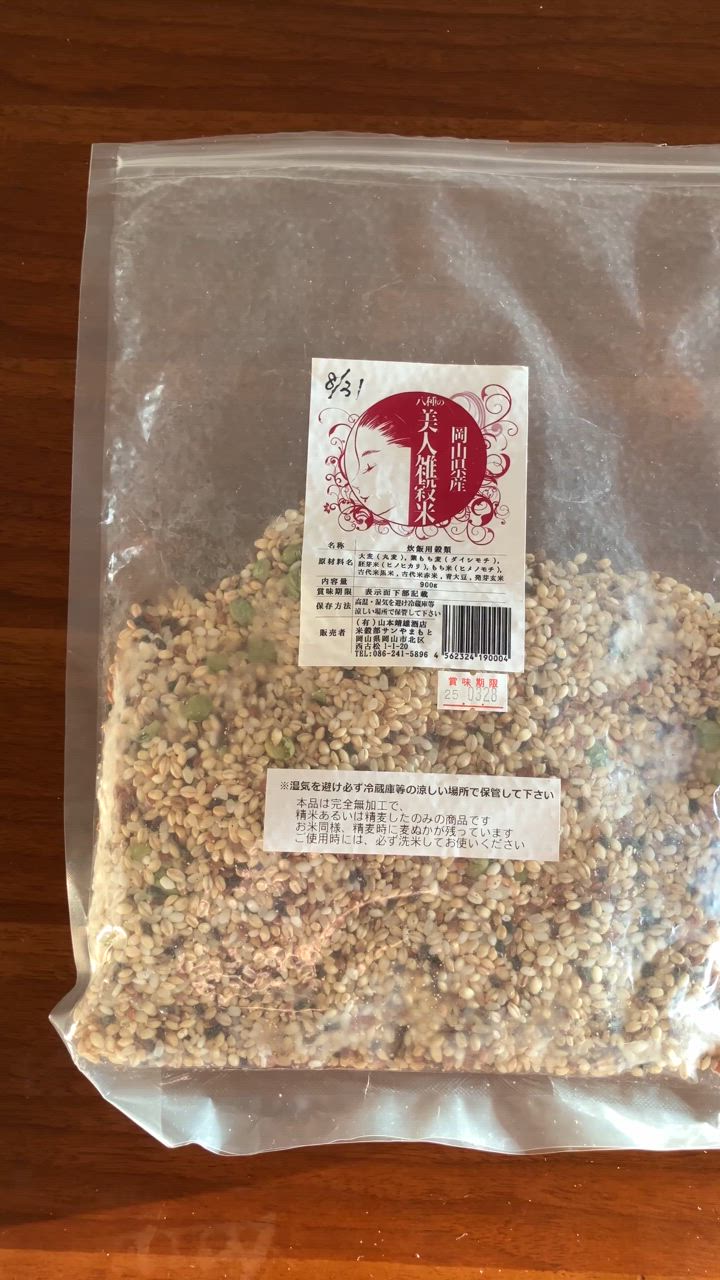 8/31
八種の
美人雑穀米
岡山県産
名称 炊飯用穀類
原材料名 大麦(丸麦),裸もち麦(ダイシモチ),
胚芽米(ヒノヒカリ),もち米(ヒメノモチ),
古代米黒米,古代米赤米,青大豆,発芽玄米
内容量 900g
賞味期限 表示面下部記載
保存方法 高温・湿気を避け冷蔵庫等
涼しい場所で保管して下さい
販売者 (有)山本靖雄酒店
米穀部サンやまもと
岡山県岡山市北区
西古松1-1-20
TEL:086-241-5896
4 562324 190004
賞味期限
25.0328
※湿気を避け必ず冷蔵庫等の涼しい場所で保管して下さい
本品は完全無加工で、
精米あるいは精麦したのみの商品です
お米同様、精麦時に麦ぬかが残っています
ご使用時には、必ず洗米してお使いください